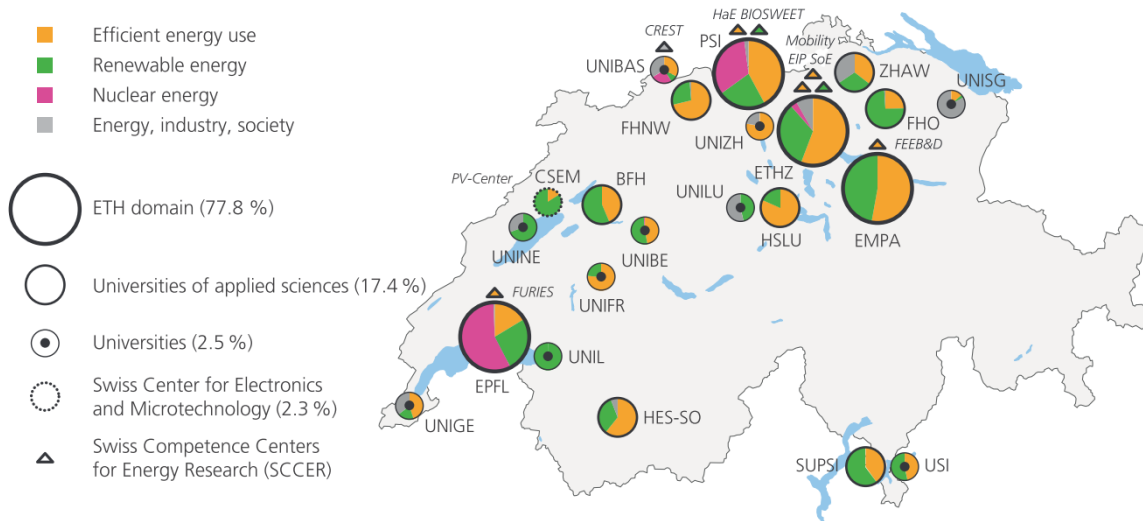 Efficient energy use
Renewable energy
Nuclear energy
Energy, industry, society
ETH domain (77.8 %)
Universities of applied sciences (17.4 %)
Universities (2.5 %)
Swiss Center for Electronics
and Microtechnology (2.3 %)
Swiss Competence Centers
for Energy Research (SCCER)
HaE BIOSWEET
CREST
PSI
Mobility
EIP SoE
UNIBAS
ZHAW
UNISG
FHNW
FHO
UNIZH
FEEB&D
ETHZ
PV-Center
CSEM
BFH
UNILU
HSLU
EMPA
UNINE
UNIBE
UNIFR
FURIES
UNIL
EPFL
UNIGE
HES-SO
SUPSI
USI